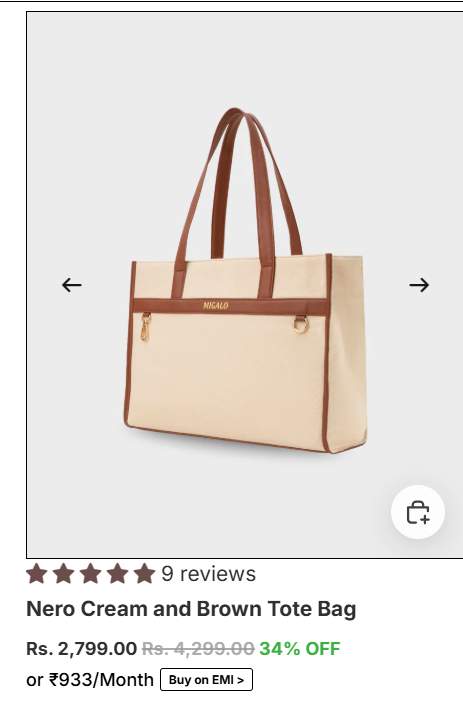 MIGALO
9 reviews
Nero Cream and Brown Tote Bag
Rs. 2,799.00 Rs. 4,299.00 34% OFF
or ₹933/Month Buy on EMI >